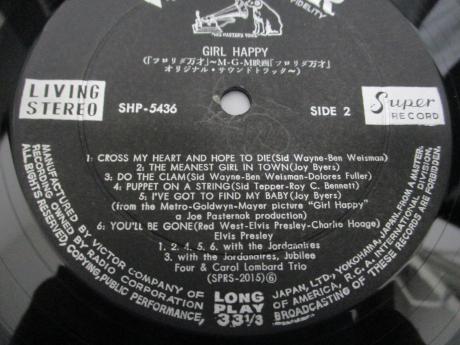 FIDELITY
"HIS MASTER'S VOICE"
GIRL HAPPY
(「フロリダ万才」~M-G-M映画「フロリダ万才」
オリジナル・サウンドトラック~)
LIVING
STEREO
SHP-5436
SIDE 2
Super
RECORD
1: CROSS MY HEART AND HOPE TO DIE(Sid Wayne-Ben Weisman)
2: THE MEANEST GIRL IN TOWN(Joy Byers)
3: DO THE CLAM(Sid Wayne-Ben Weisman-Dolores Fuller)
4: PUPPET ON A STRING(Sid Tepper-Roy C. Bennett)
5: I'VE GOT TO FIND MY BABY(Joy Byers)
(from the Metro-Goldwyn-Mayer picture "Girl Happy"
a Joe Pasternak production)
6: YOU'LL BE GONE(Red West-Elvis Presley-Charlie Hooge)
Elvis Presley
1. 2. 4. 5. 6. with the Jordanaires
3. with the Jordanaires, Jubilee
Four & Carol Lombard Trio
(SPRS-2015)⑥
LONG
PLAY
33 1/3
MANUFACTURED BY VICTOR COMPANY OF JAPAN, LTD., YOKOHAMA, JAPAN. FROM A MASTER
RECORDING OWNED BY RADIO CORPORATION OF AMERICA, R.C.A. INTERNATIONAL DIVISION.
ALL RIGHTS RESERVED, COPYING, PUBLIC PERFORMANCE, BROADCASTING OF THESE RECORDS ARE FORBIDDEN.